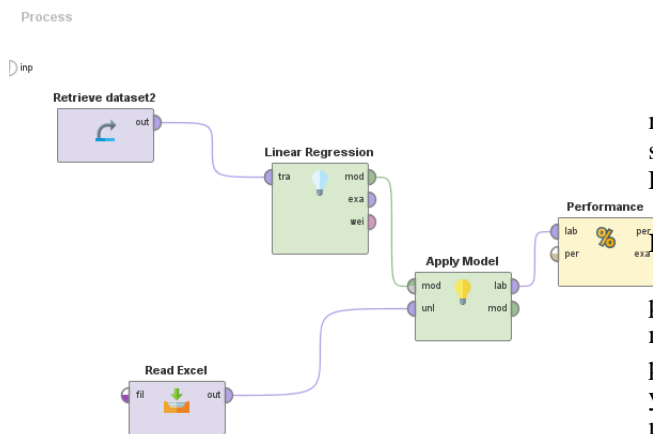 Process
inp
Retrieve dataset2
out
Linear Regression
tra
mod
exa
wei
Performance
lab
per
per
exa
%
Apply Model
mod
lab
unl
mod
Read Excel
fil
out